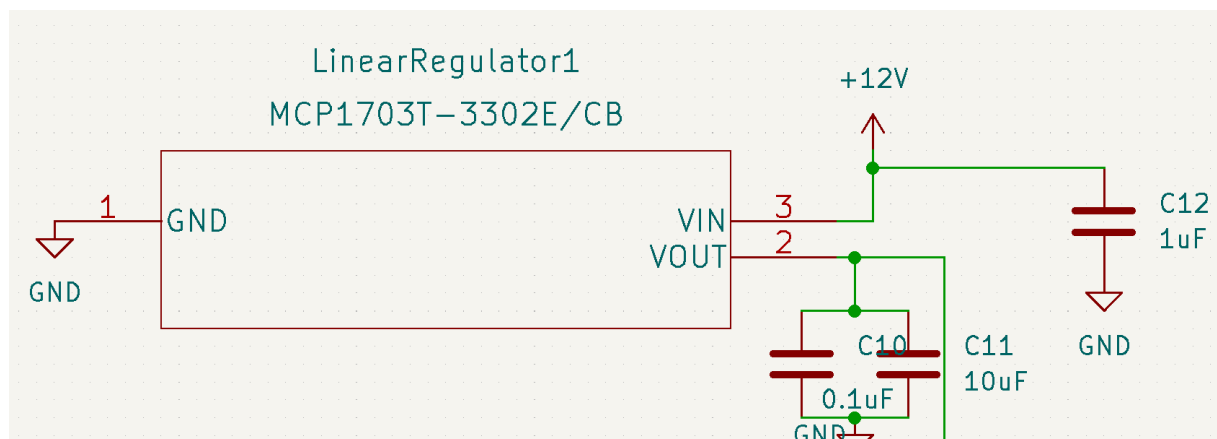 LinearRegulator1
MCP1703T-3302E/CB
+12V
1
GND
GND
VIN
3
VOUT
2
C12
1uF
GND
C10
0.1uF
C11
10uF
GND